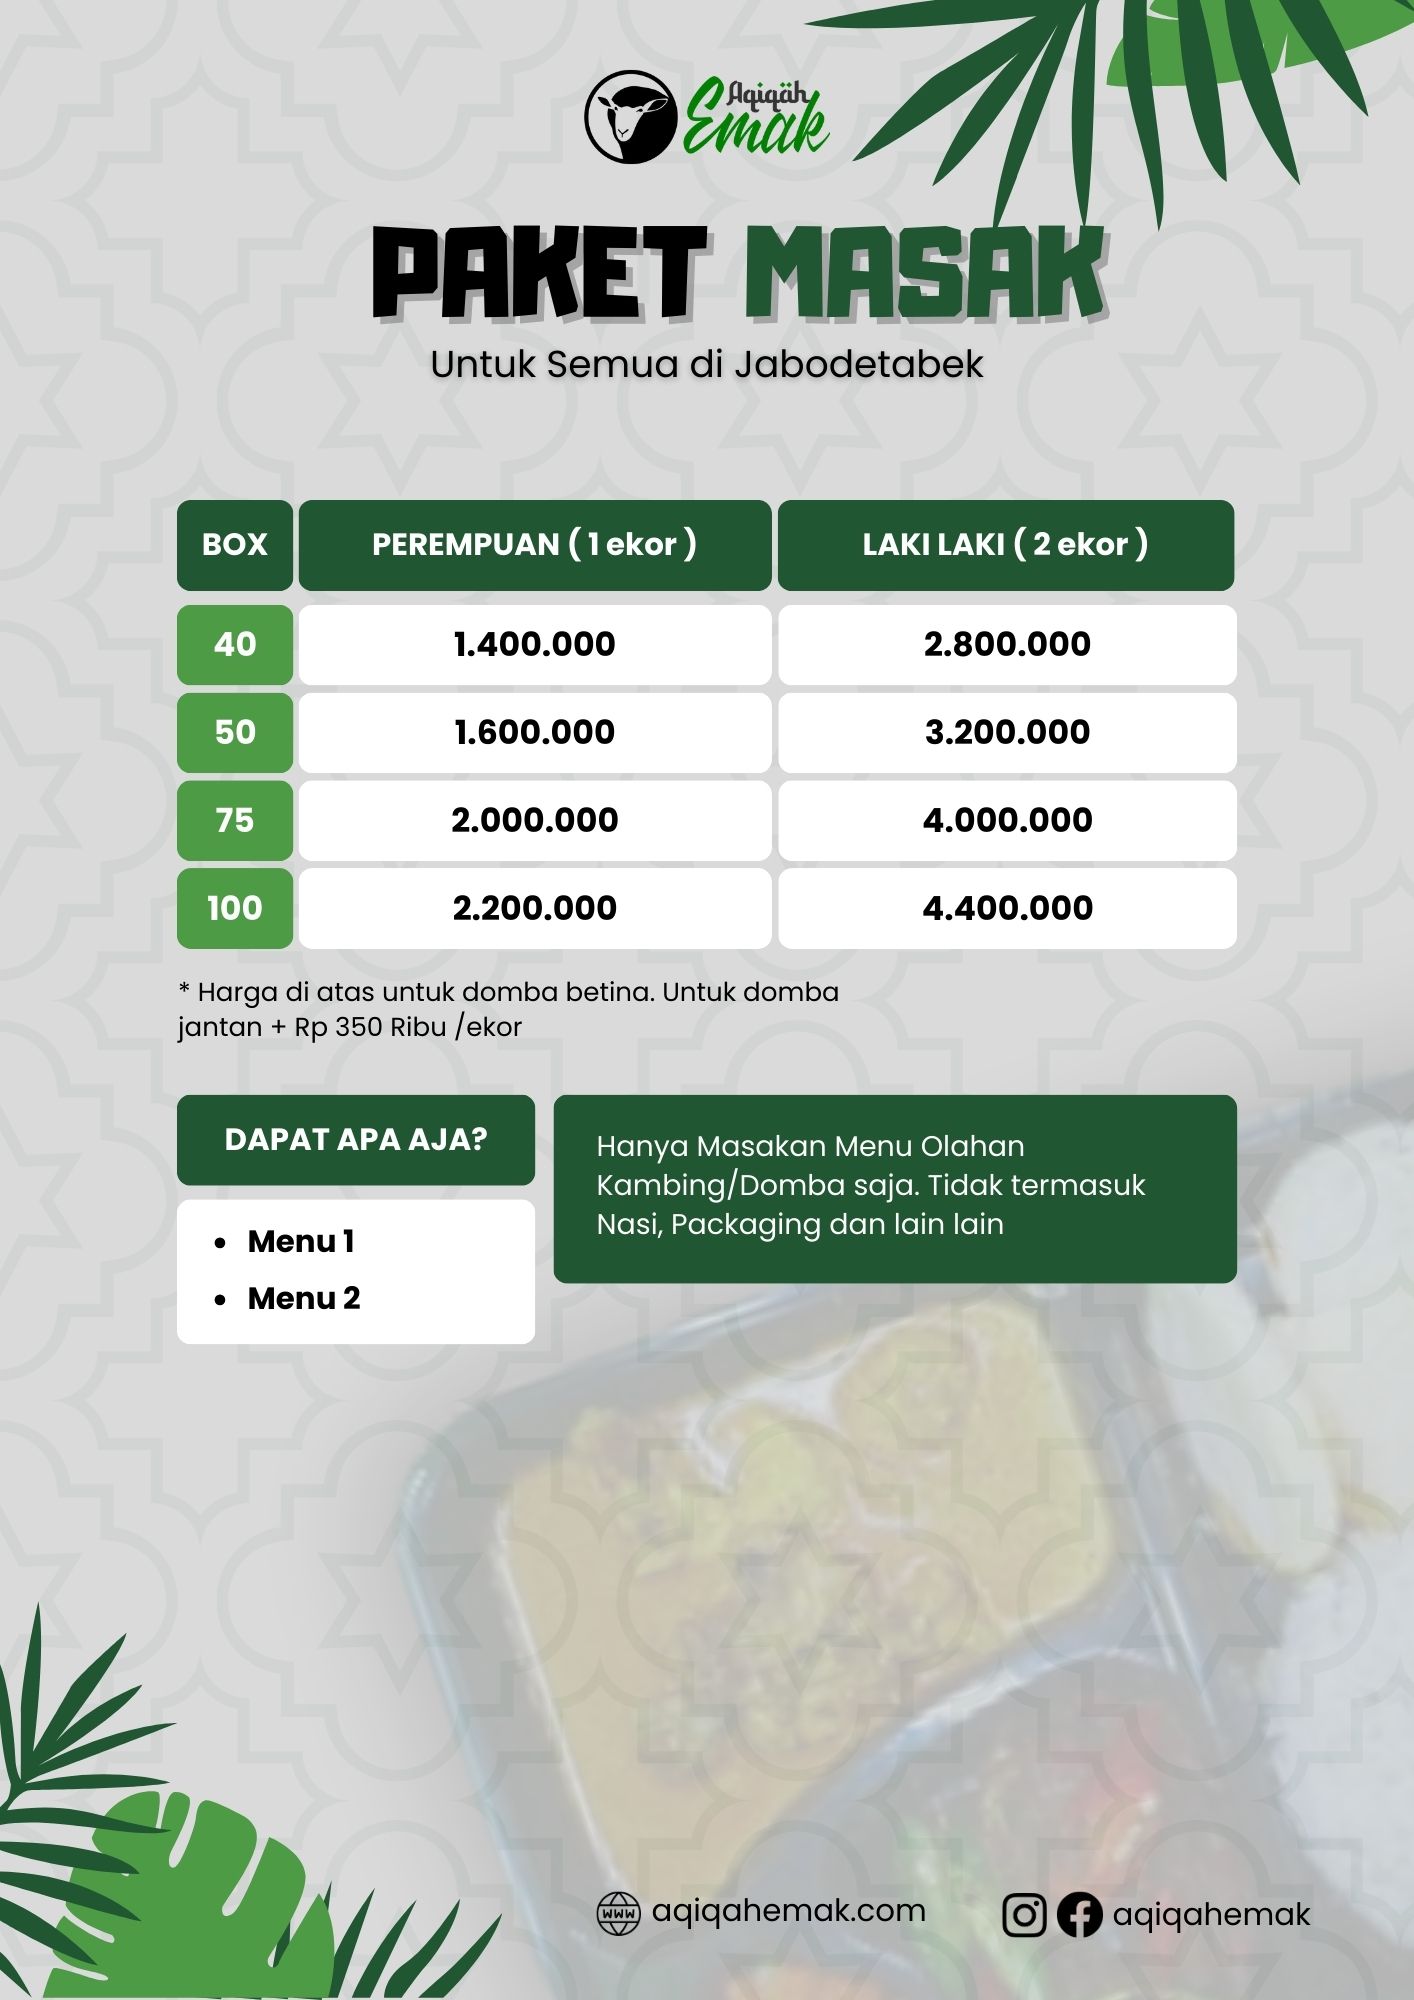 Aqiqäh
Emak
PAKET MASAK
Untuk Semua di Jabodetabek
BOX PEREMPUAN ( 1 ekor ) LAKI LAKI ( 2 ekor )
40 1.400.000 2.800.000
50 1.600.000 3.200.000
75 2.000.000 4.000.000
100 2.200.000 4.400.000
* Harga di atas untuk domba betina. Untuk domba
jantan + Rp 350 Ribu /ekor
DAPAT APA AJA?
• Menu 1
• Menu 2
Hanya Masakan Menu Olahan
Kambing/Domba saja. Tidak termasuk
Nasi, Packaging dan lain lain
www aqiqahemak.com aqiqahemak